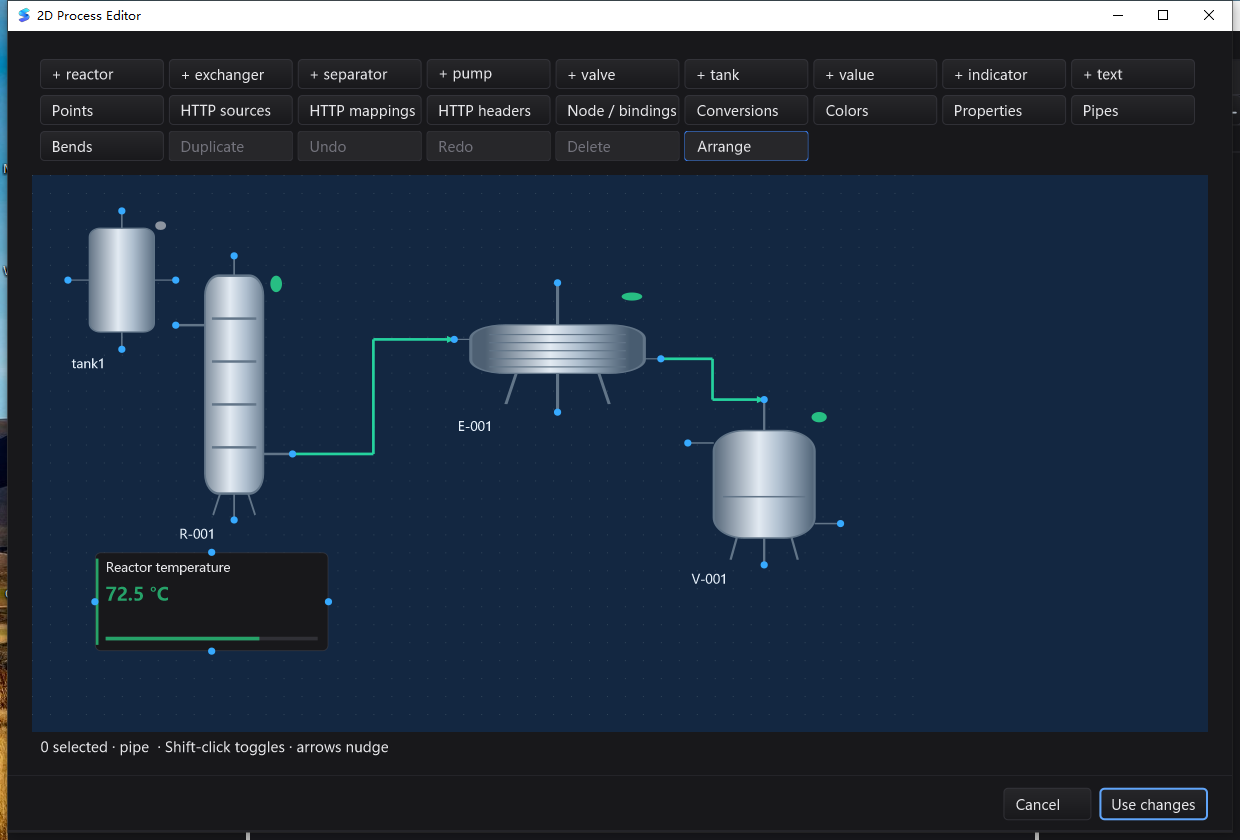 2D Process Editor
+ reactor
+ exchanger
+ separator
+ pump
+ valve
+ tank
+ value
+ indicator
+ text
Points
HTTP sources
HTTP mappings
HTTP headers
Node / bindings
Conversions
Colors
Properties
Pipes
Bends
Duplicate
Undo
Redo
Delete
Arrange
tank1
E-001
R-001
V-001
Reactor temperature
72.5 °C
0 selected · pipe · Shift-click toggles · arrows nudge
Cancel
Use changes